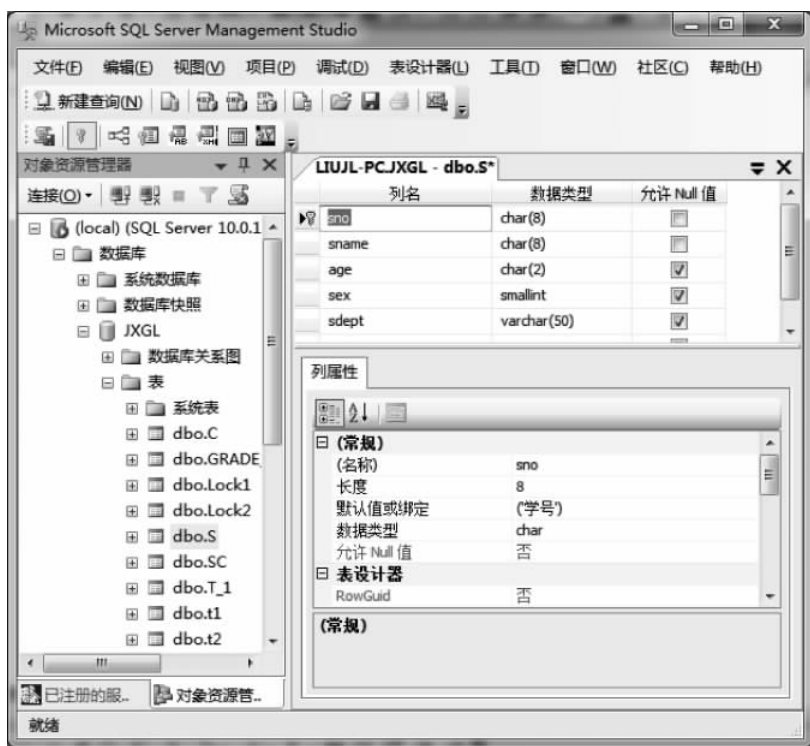 Microsoft SQL Server Management Studio
文件(F) 编辑(E) 视图(V) 项目(P) 调试(D) 表设计器(L) 工具(T) 窗口(W) 社区(C) 帮助(H)
新建查询(N)
对象资源管理器
连接(O)
(local) (SQL Server 10.0.1
数据库
系统数据库
数据库快照
JXGL
数据库关系图
表
系统表
dbo.C
dbo.GRADE_
dbo.Lock1
dbo.Lock2
dbo.S
dbo.SC
dbo.T_1
dbo.t1
dbo.t2
已注册的服...
对象资源管...
LIUJL-PC.JXGL - dbo.S*
列名 数据类型 允许 Null 值
sno char(8)
sname char(8)
age char(2)
sex smallint
sdept varchar(50)
列属性
(常规)
(名称) sno
长度 8
默认值或绑定 ('学号')
数据类型 char
允许 Null 值 否
表设计器
RowGuid 否
(常规)
就绪